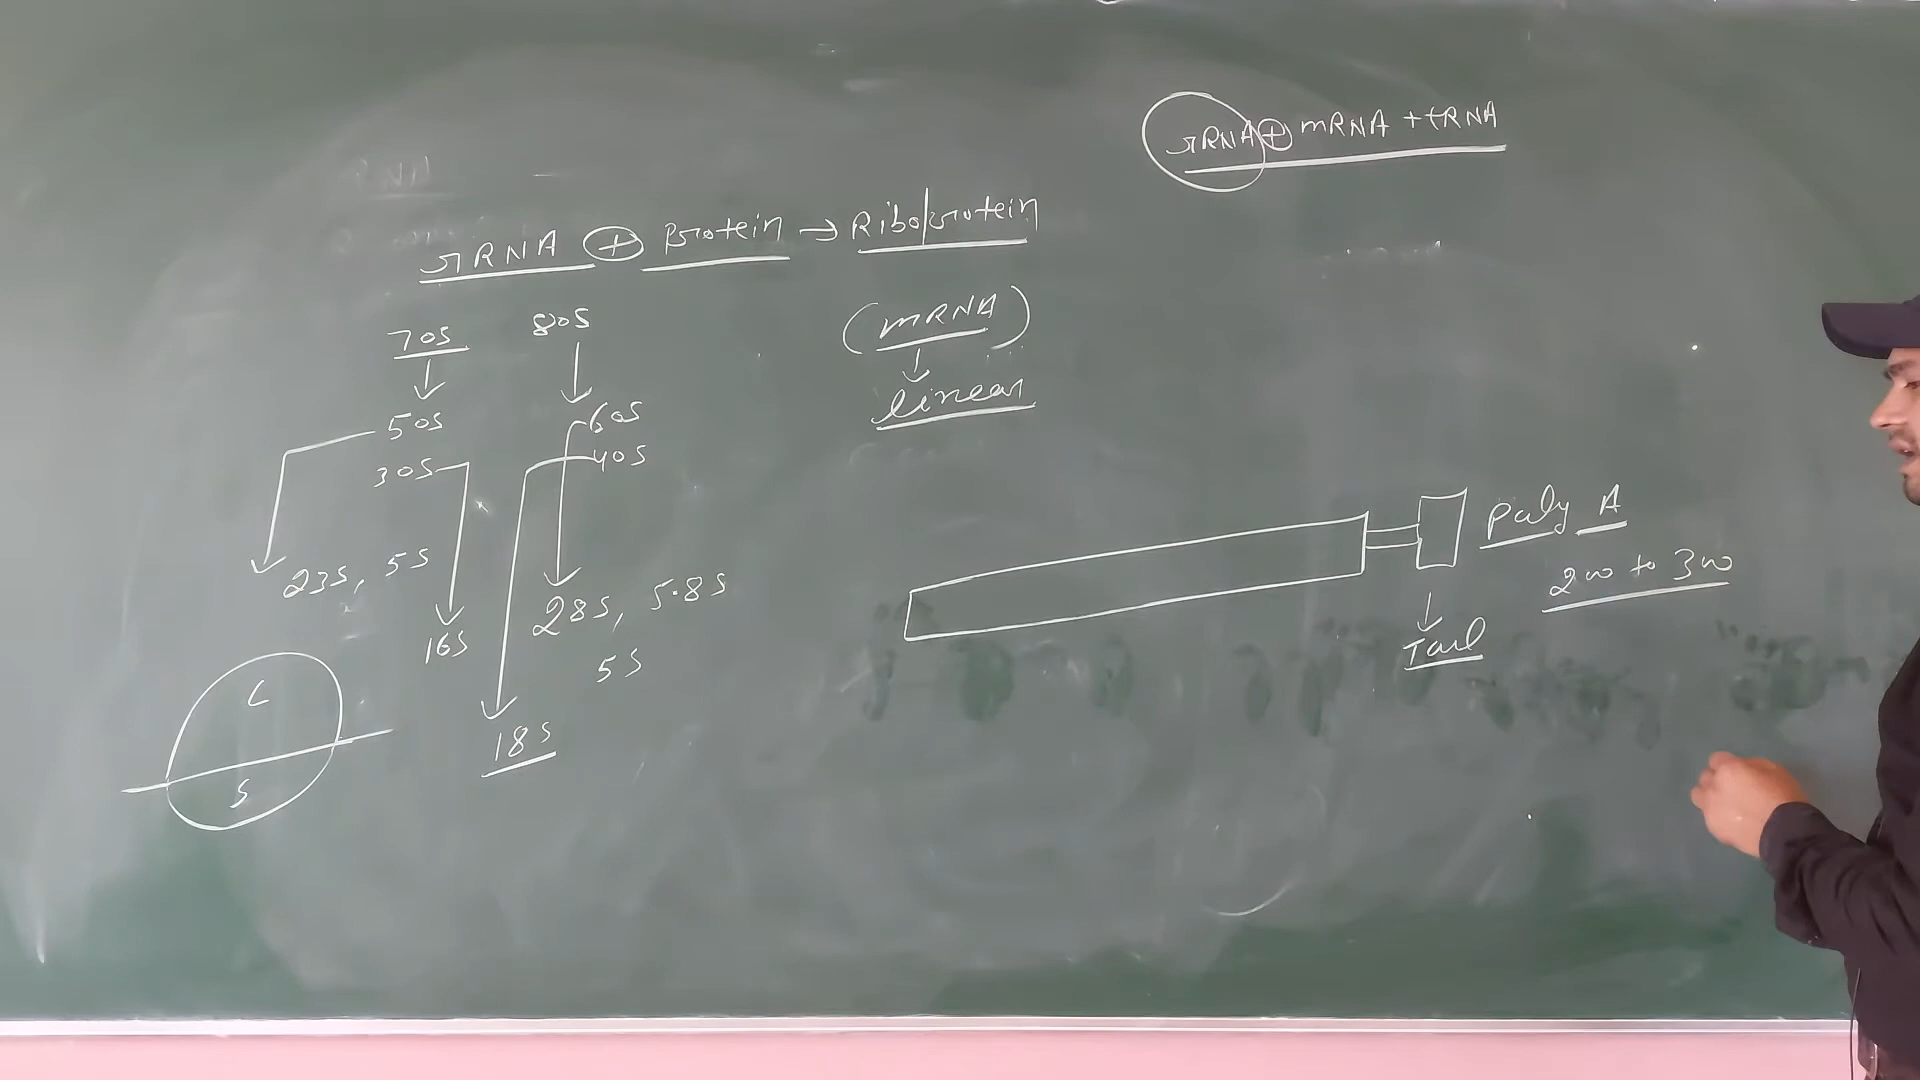 rRNA + mRNA + tRNA
rRNA + Protein → Riboprotein
70S 80S
(mRNA)
50S 60S
linear
30S 40S
23S, 5S
28S, 5.8S
16S
5S
18S
L
S
Poly A
200 to 300
Tail